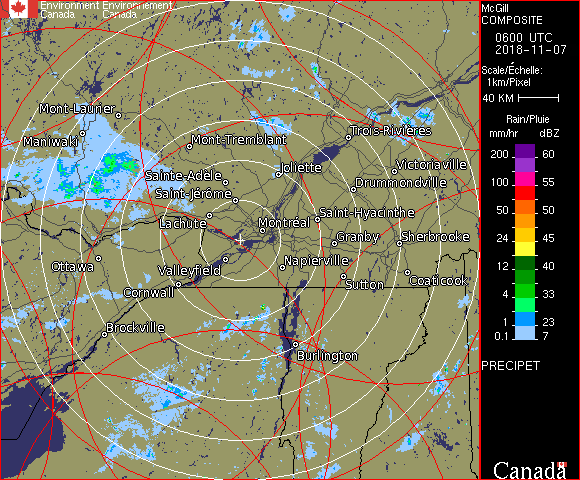 Environment Environnement
Canada Canada
McGill
COMPOSITE
0600 UTC
2018-11-07
Scale/Échelle:
1km/Pixel
40 KM
Rain/Pluie
mm/hr dBZ
200 60
100 55
50 50
24 45
12 40
4 33
1 23
0.1 7
PRECIPET
Canada
Mont-Laurier
Maniwaki
Mont-Tremblant
Trois-Rivières
Sainte-Adèle
Joliette
Victoriaville
Saint-Jérôme
Drummondville
Lachute
Montréal
Saint-Hyacinthe
Granby
Sherbrooke
Ottawa
Valleyfield
Napierville
Cornwall
Sutton
Coaticook
Brockville
Burlington